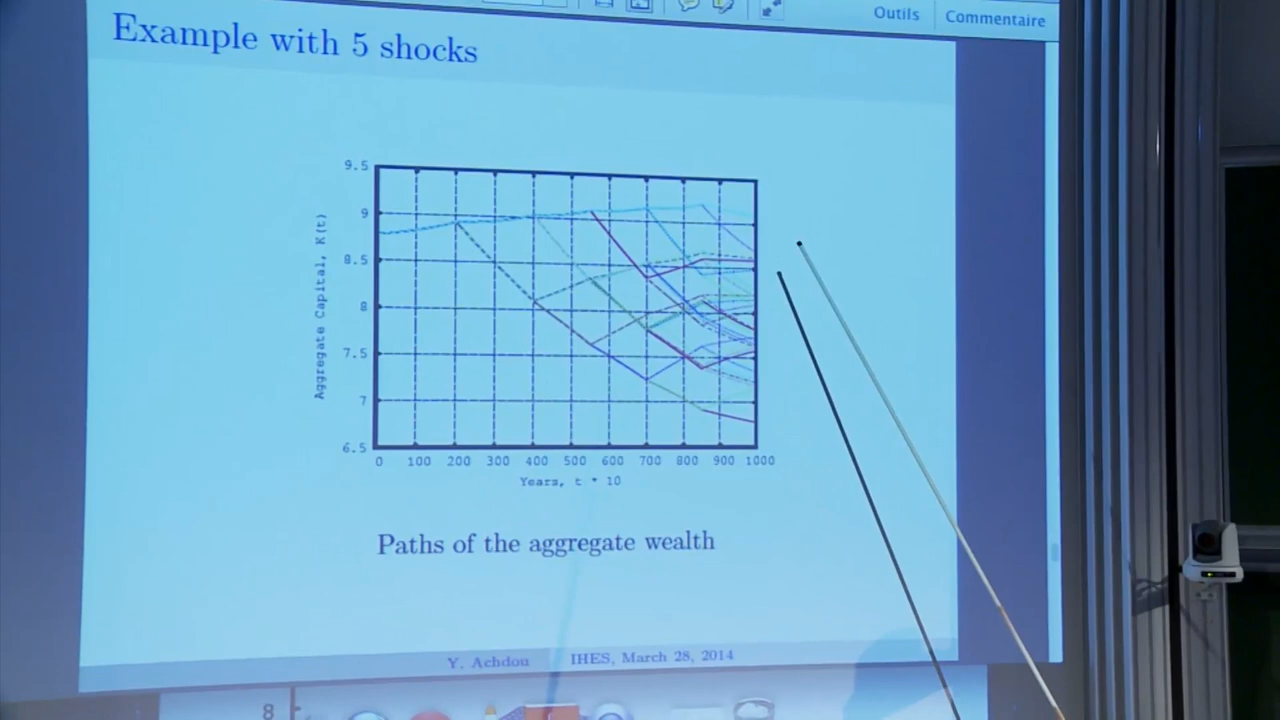 Outils
Commentaire
Example with 5 shocks
9.5
9
8.5
8
7.5
7
6.5
Aggregate Capital, K(t)
0 100 200 300 400 500 600 700 800 900 1000
Years, t * 10
Paths of the aggregate wealth
Y. Achdou IHES, March 28, 2014
8